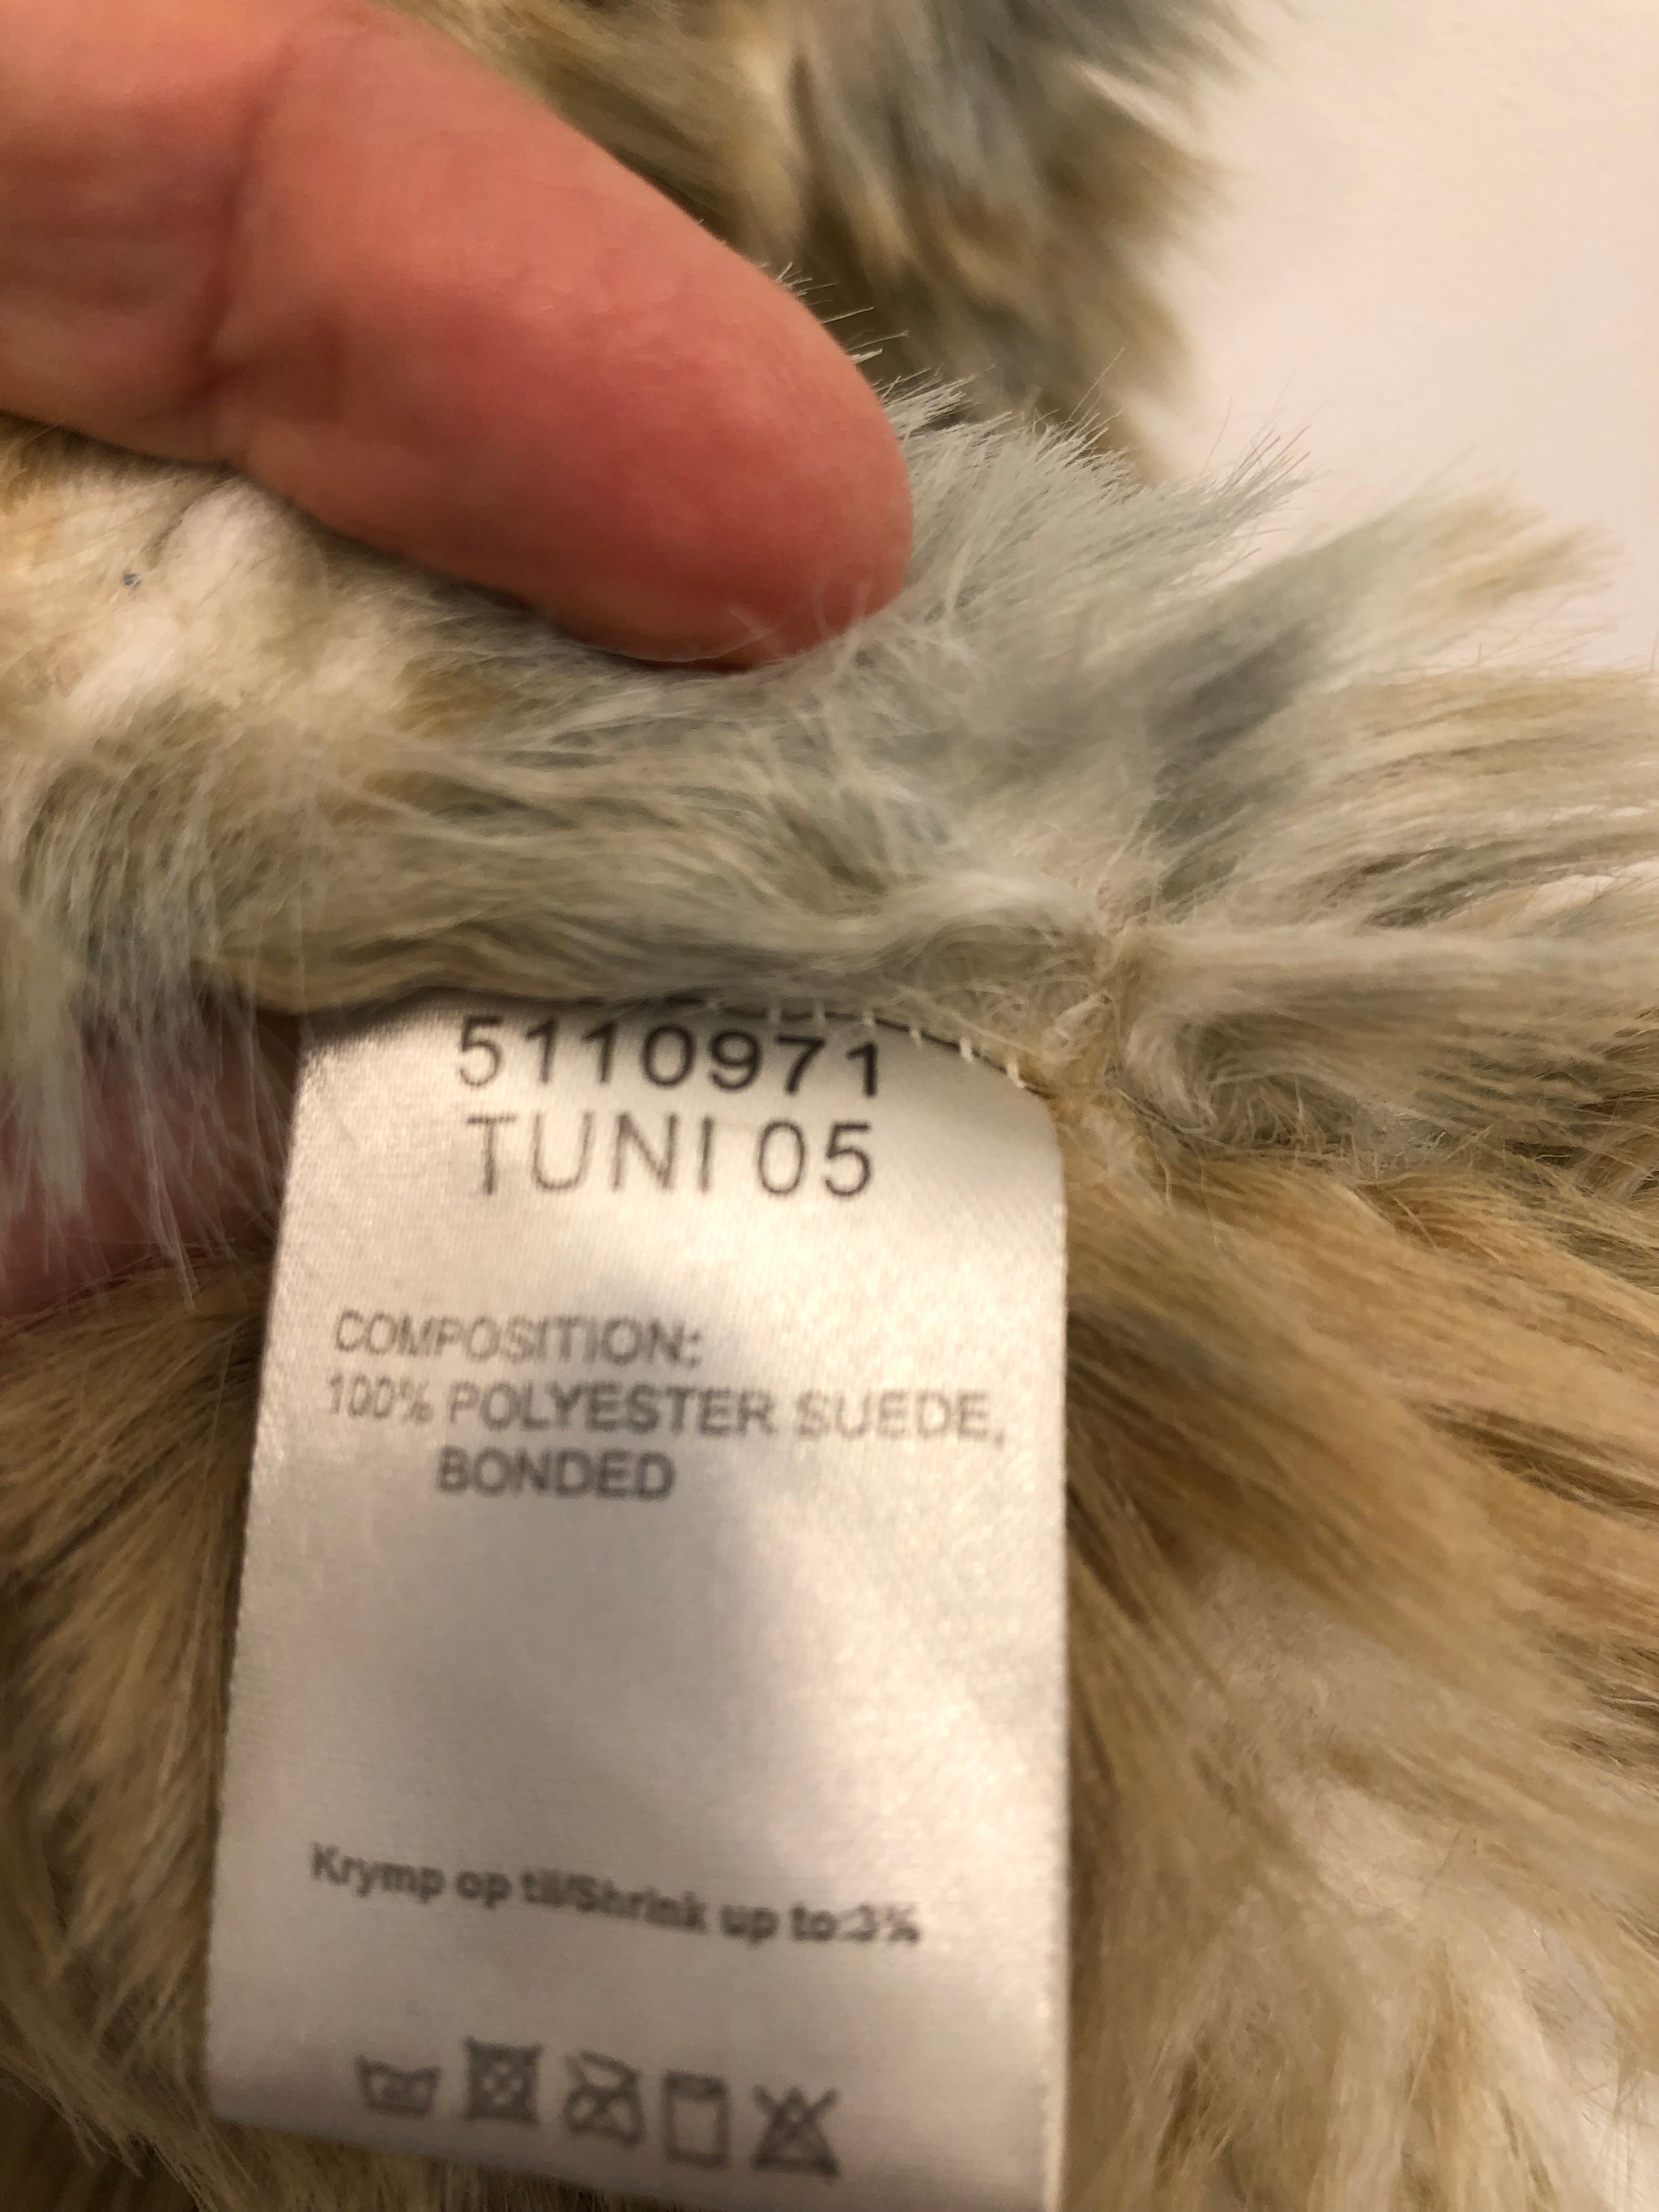 5110971
TUNI 05
COMPOSITION:
100% POLYESTER SUEDE,
BONDED
Krymp op til/Shrink up to:3%